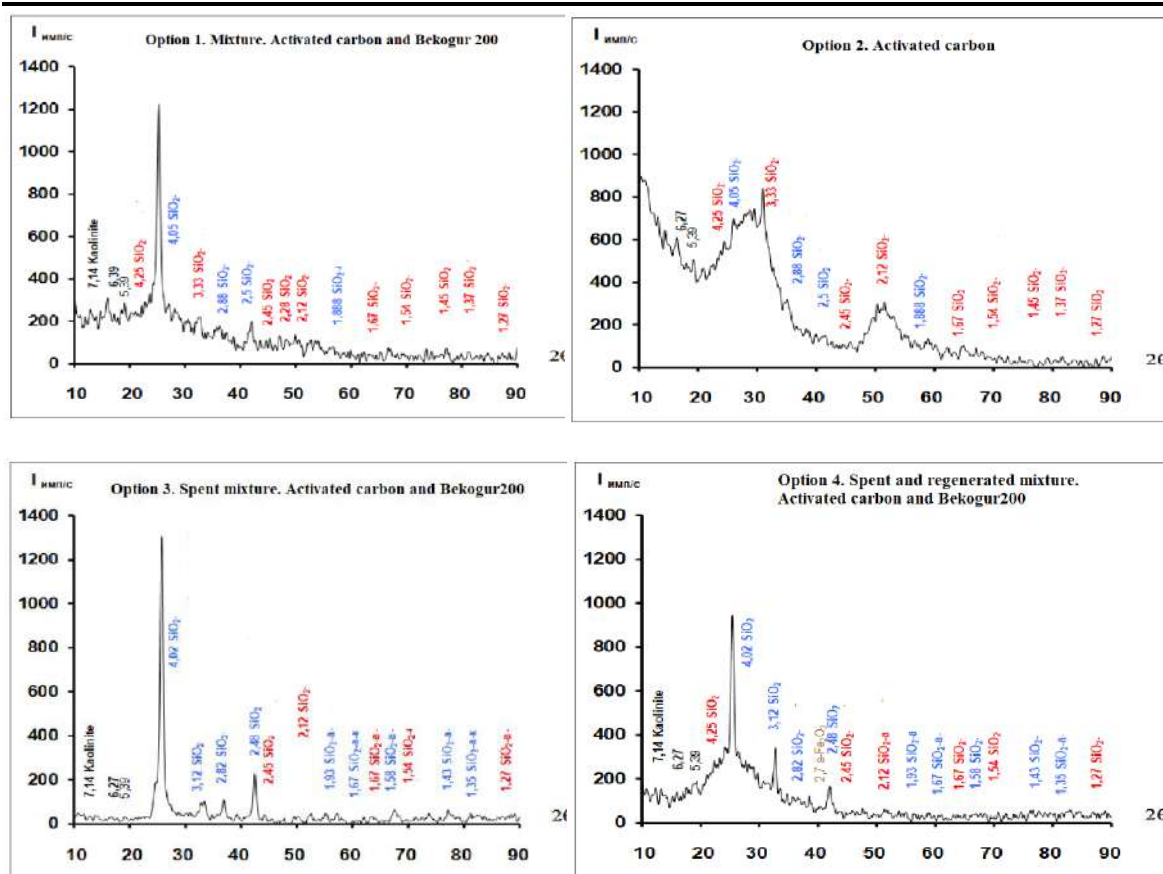 I имп/с
Option 1. Mixture. Activated carbon and Bekogur 200
1400
1200
1000
800
600
400
200
0
7,14 Kaolinite
6,39
5,39
4,25 SiO₂
4,05 SiO₂-
3,33 SiO₂-
2,88 SiO₂-
2,5 SiO₂-
2,45 SiO₂
2,28 SiO₂
2,12 SiO₂-
1,888 SiO₂-
1,67 SiO₂-
1,54 SiO₂-
1,45 SiO₂
1,37 SiO₂-
1,27 SiO₂-
10 20 30 40 50 60 70 80 90
I имп/с
Option 2. Activated carbon
1400
1200
1000
800
600
400
200
0
6,27
5,39
4,25 SiO₂-
4,05 SiO₂-
3,33 SiO₂-
2,88 SiO₂-
2,5 SiO₂-
2,45 SiO₂-
2,12 SiO₂-
1,888 SiO₂-
1,67 SiO₂-
1,54 SiO₂-
1,45 SiO₂-
1,37 SiO₂-
1,27 SiO₂-
10 20 30 40 50 60 70 80 90
I имп/с
Option 3. Spent mixture. Activated carbon and Bekogur200
1400
1200
1000
800
600
400
200
0
7,14 Kaolinite
6,27
5,39
4,02 SiO₂-
3,12 SiO₂
2,82 SiO₂
2,48 SiO₂
2,45 SiO₂
2,12 SiO₂-
1,93 SiO₂-a-
1,67 SiO₂-a-a
1,67 SiO₂-a-
1,58 SiO₂-a-
1,54 SiO₂-a
1,43 SiO₂-a-
1,35 SiO₂-a-a
1,27 SiO₂-a-
10 20 30 40 50 60 70 80 90
I имп/с
Option 4. Spent and regenerated mixture.
Activated carbon and Bekogur200
1400
1200
1000
800
600
400
200
0
7,14 Kaolinite
6,27
5,39
4,25 SiO₂
4,02 SiO₂
3,12 SiO₂
2,82 SiO₂-
2,7 a-Fe₂O₃
2,48 SiO₂
2,45 SiO₂-
2,12 SiO₂-a
1,93 SiO₂-a
1,67 SiO₂-a-
1,67 SiO₂-
1,58 SiO₂-
1,54 SiO₂
1,43 SiO₂-
1,35 SiO₂-a
1,27 SiO₂-
10 20 30 40 50 60 70 80 90